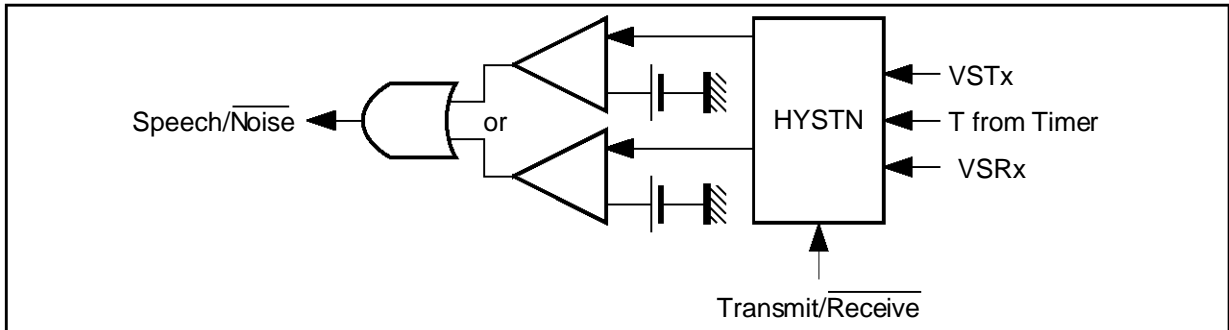 VSTx
HYSTN
Speech/Noise
or
T from Timer
VSRx
Transmit/Receive